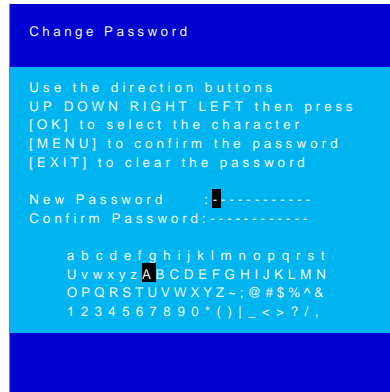 Change Password
Use the direction buttons
UP DOWN RIGHT LEFT then press
[OK] to select the character
[MENU] to confirm the password
[EXIT] to clear the password
New Password :------------
Confirm Password:------------
a b c d e f g h i j k l m n o p q r s t
U v w x y z A B C D E F G H I J K L M N
O P Q R S T U V W X Y Z ~ ; @ # $ % ^ &
1 2 3 4 5 6 7 8 9 0 * ( ) | _ < > ? / ,